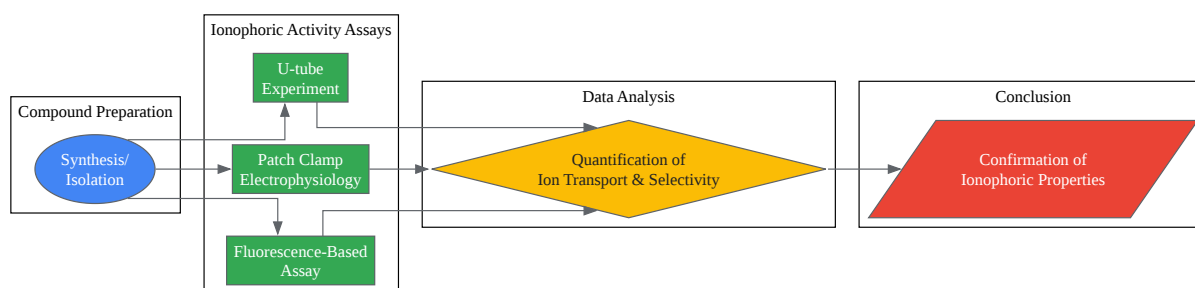 Compound Preparation
Synthesis/
Isolation
Ionophoric Activity Assays
U-tube
Experiment
Patch Clamp
Electrophysiology
Fluorescence-Based
Assay
Data Analysis
Quantification of
Ion Transport & Selectivity
Conclusion
Confirmation of
Ionophoric Properties